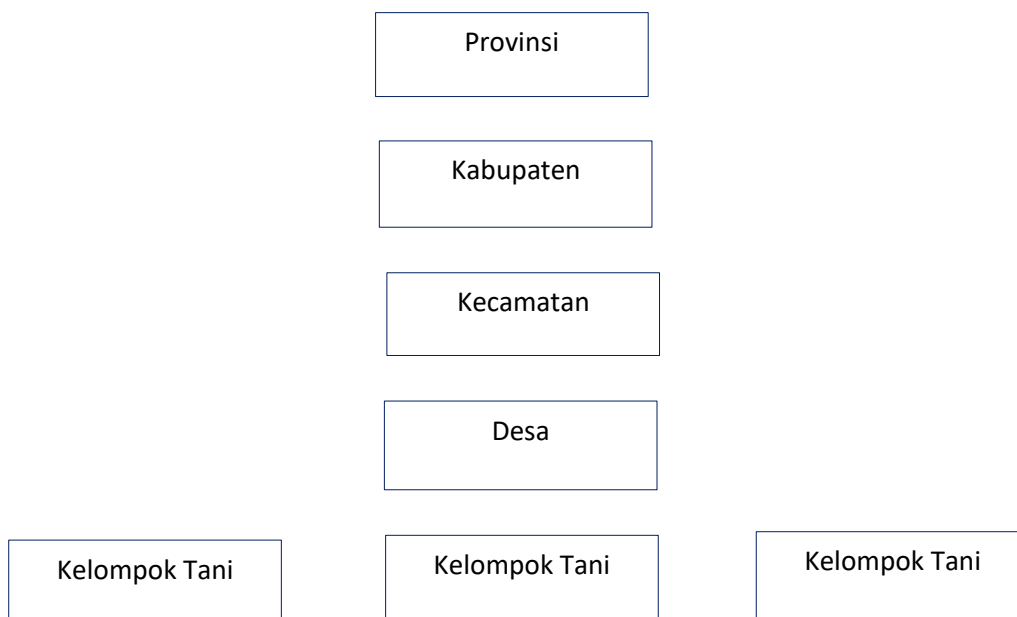 Provinsi
Kabupaten
Kecamatan
Desa
Kelompok Tani
Kelompok Tani
Kelompok Tani